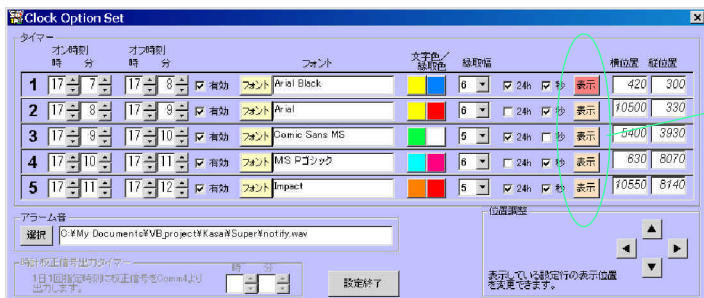 Clock Option Set
タイマー
オン時刻 オフ時刻
時 分 時 分 フォント 文字色／縁取色 縁取幅 横位置 縦位置
1 17 7 17 8 有効 フォント Arial Black 6 24h 秒 表示 420 300
2 17 8 17 9 有効 フォント Arial 6 24h 秒 表示 10500 330
3 17 9 17 10 有効 フォント Comic Sans MS 5 24h 秒 表示 5400 3930
4 17 10 17 11 有効 フォント MS Pゴシック 6 24h 秒 表示 630 8070
5 17 11 17 12 有効 フォント Impact 5 24h 秒 表示 10550 8140
アラーム音
選択 C:¥My Documents¥VB_project¥Kasai¥Super¥notify.wav
位置調整
時計校正信号出力タイマー
時 分
1日1回指定時刻に校正信号をComm4より
出力します。
設定終了
表示している設定行の表示位置
を変更できます。